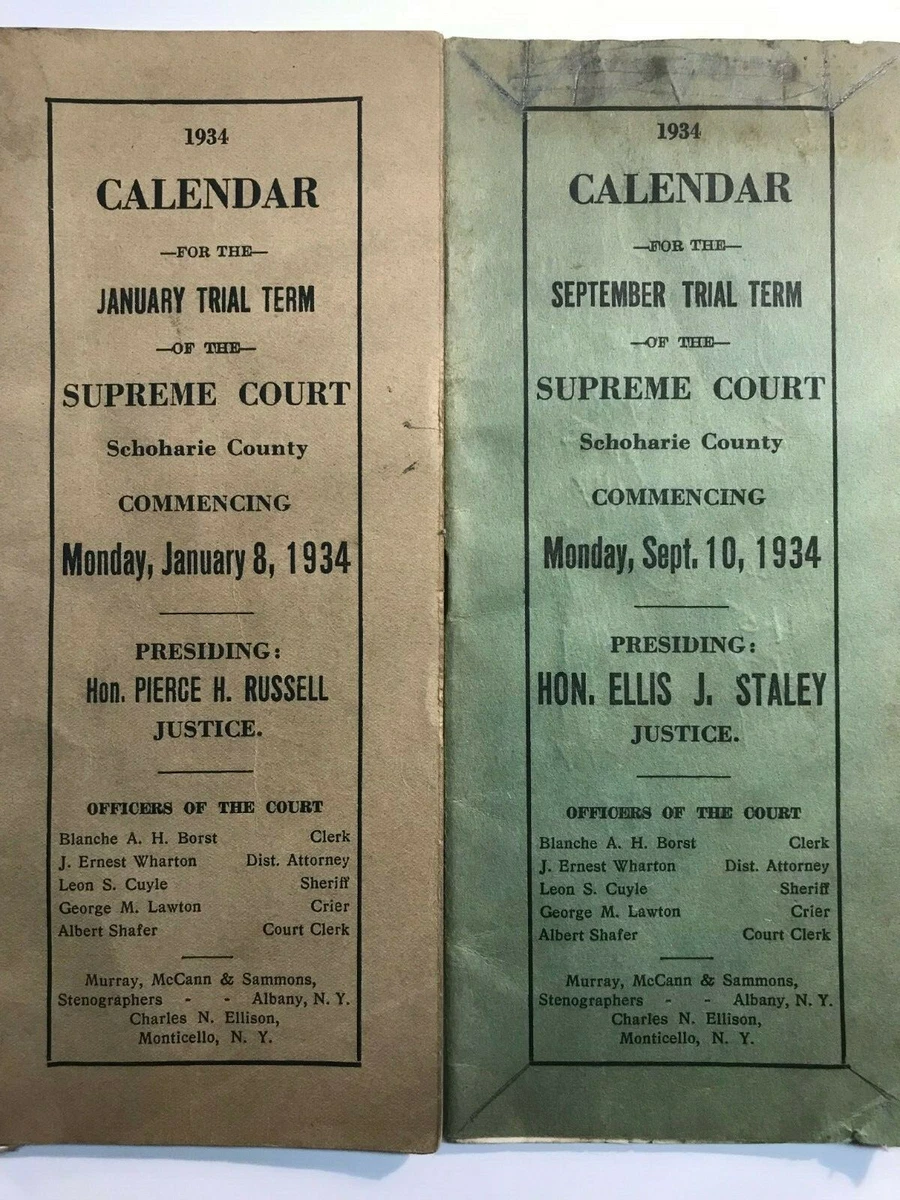 1934
CALENDAR
—FOR THE—
JANUARY TRIAL TERM
—OF THE—
SUPREME COURT
Schoharie County
COMMENCING
Monday, January 8, 1934
PRESIDING:
Hon. PIERCE H. RUSSELL
JUSTICE.
OFFICERS OF THE COURT
Blanche A. H. Borst Clerk
J. Ernest Wharton Dist. Attorney
Leon S. Cuyle Sheriff
George M. Lawton Crier
Albert Shafer Court Clerk
Murray, McCann & Sammons,
Stenographers - - Albany, N. Y.
Charles N. Ellison,
Monticello, N. Y.
1934
CALENDAR
—FOR THE—
SEPTEMBER TRIAL TERM
—OF THE—
SUPREME COURT
Schoharie County
COMMENCING
Monday, Sept. 10, 1934
PRESIDING:
HON. ELLIS J. STALEY
JUSTICE.
OFFICERS OF THE COURT
Blanche A. H. Borst Clerk
J. Ernest Wharton Dist. Attorney
Leon S. Cuyle Sheriff
George M. Lawton Crier
Albert Shafer Court Clerk
Murray, McCann & Sammons,
Stenographers - - Albany, N. Y.
Charles N. Ellison,
Monticello, N. Y.